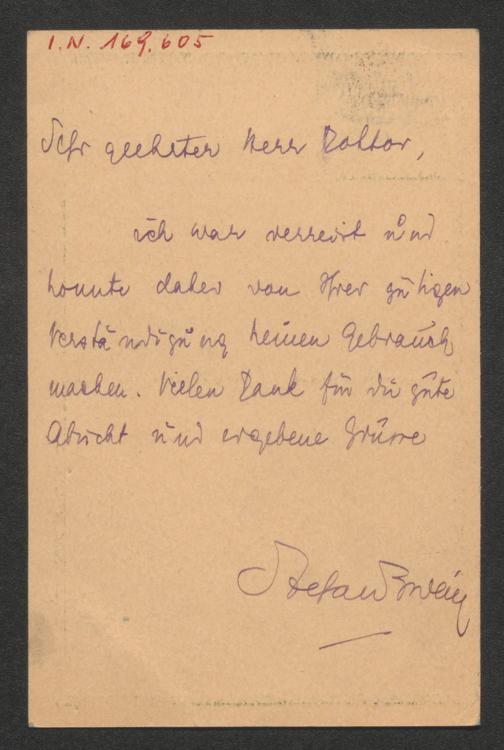 I.N. 169.605
Sehr geehrter Herr Doktor,
ich war verreist und
konnte daher von Ihrer gütigen
Verständigung keinen Gebrauch
machen. Vielen Dank für die gute
Absicht und ergebene Grüsse
Stefan Zweig